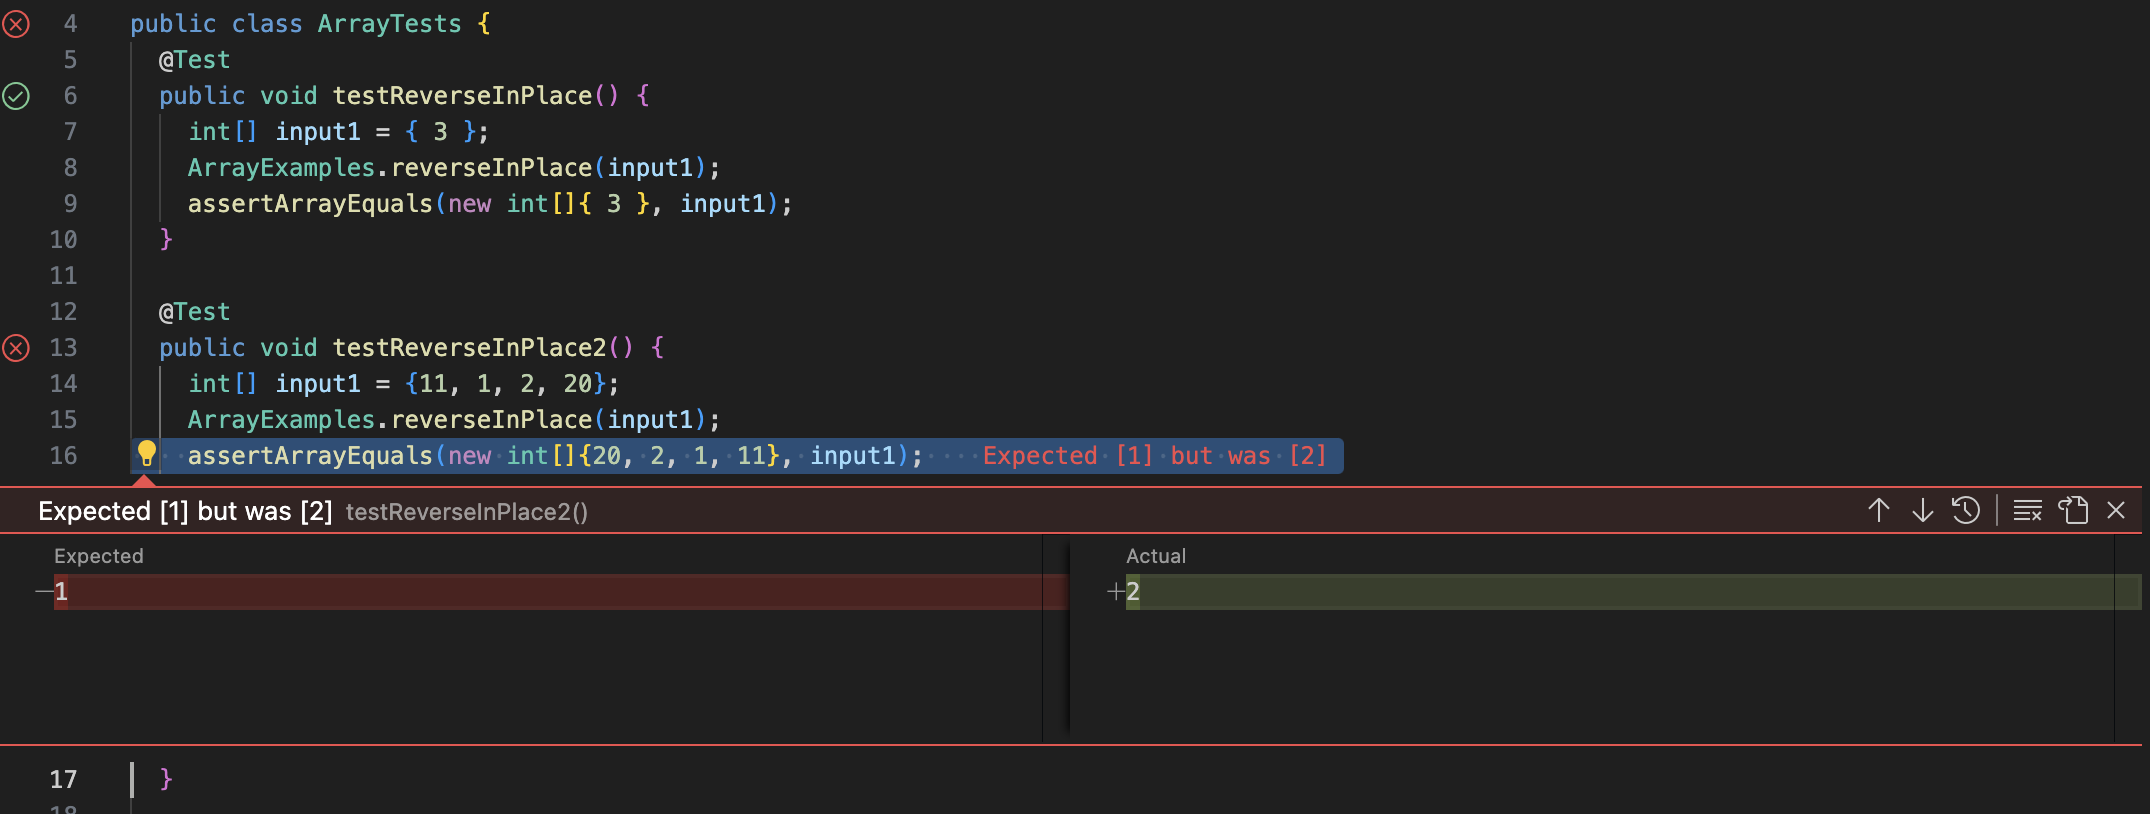 4 public class ArrayTests {
5 @Test
6 public void testReverseInPlace() {
7 int[] input1 = { 3 };
8 ArrayExamples.reverseInPlace(input1);
9 assertArrayEquals(new int[]{ 3 }, input1);
10 }
11
12 @Test
13 public void testReverseInPlace2() {
14 int[] input1 = {11, 1, 2, 20};
15 ArrayExamples.reverseInPlace(input1);
16 assertArrayEquals(new int[]{20, 2, 1, 11}, input1); Expected [1] but was [2]
Expected [1] but was [2] testReverseInPlace2()
Expected Actual
1 2
17 }
18